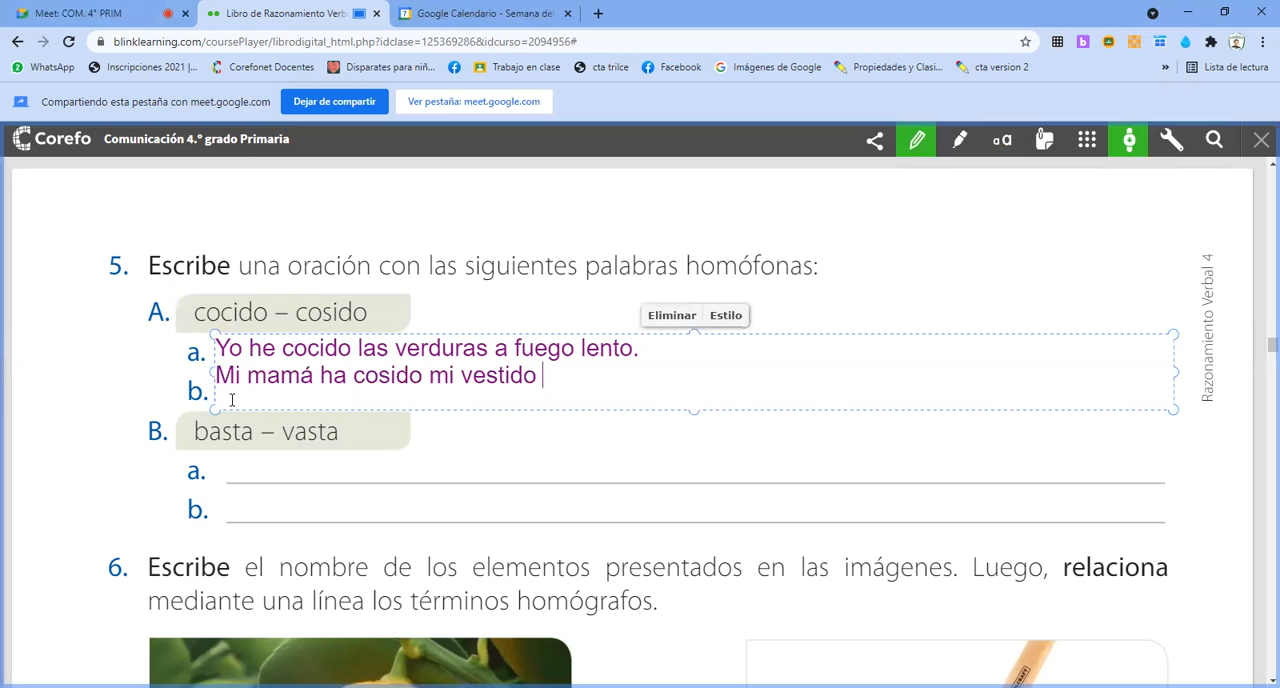 Meet: COM. 4° PRIM
Libro de Razonamiento Verb
Google Calendario - Semana del
blinklearning.com/coursePlayer/librodigital_html.php?idclase=125369286&idcurso=2094956#
WhatsApp
Inscripciones 2021 |...
Corefonet Docentes
Disparates para niñ...
Trabajo en clase
cta trilce
Facebook
Imágenes de Google
Propiedades y Clasi...
cta version 2
»
Lista de lectura
Compartiendo esta pestaña con meet.google.com
Dejar de compartir
Ver pestaña: meet.google.com
Corefo
Comunicación 4.º grado Primaria
aa
5. Escribe una oración con las siguientes palabras homófonas:
A. cocido – cosido
Eliminar Estilo
a. Yo he cocido las verduras a fuego lento.
b. Mi mamá ha cosido mi vestido
B. basta – vasta
a.
b.
Razonamiento Verbal 4
6. Escribe el nombre de los elementos presentados en las imágenes. Luego, relaciona
mediante una línea los términos homógrafos.